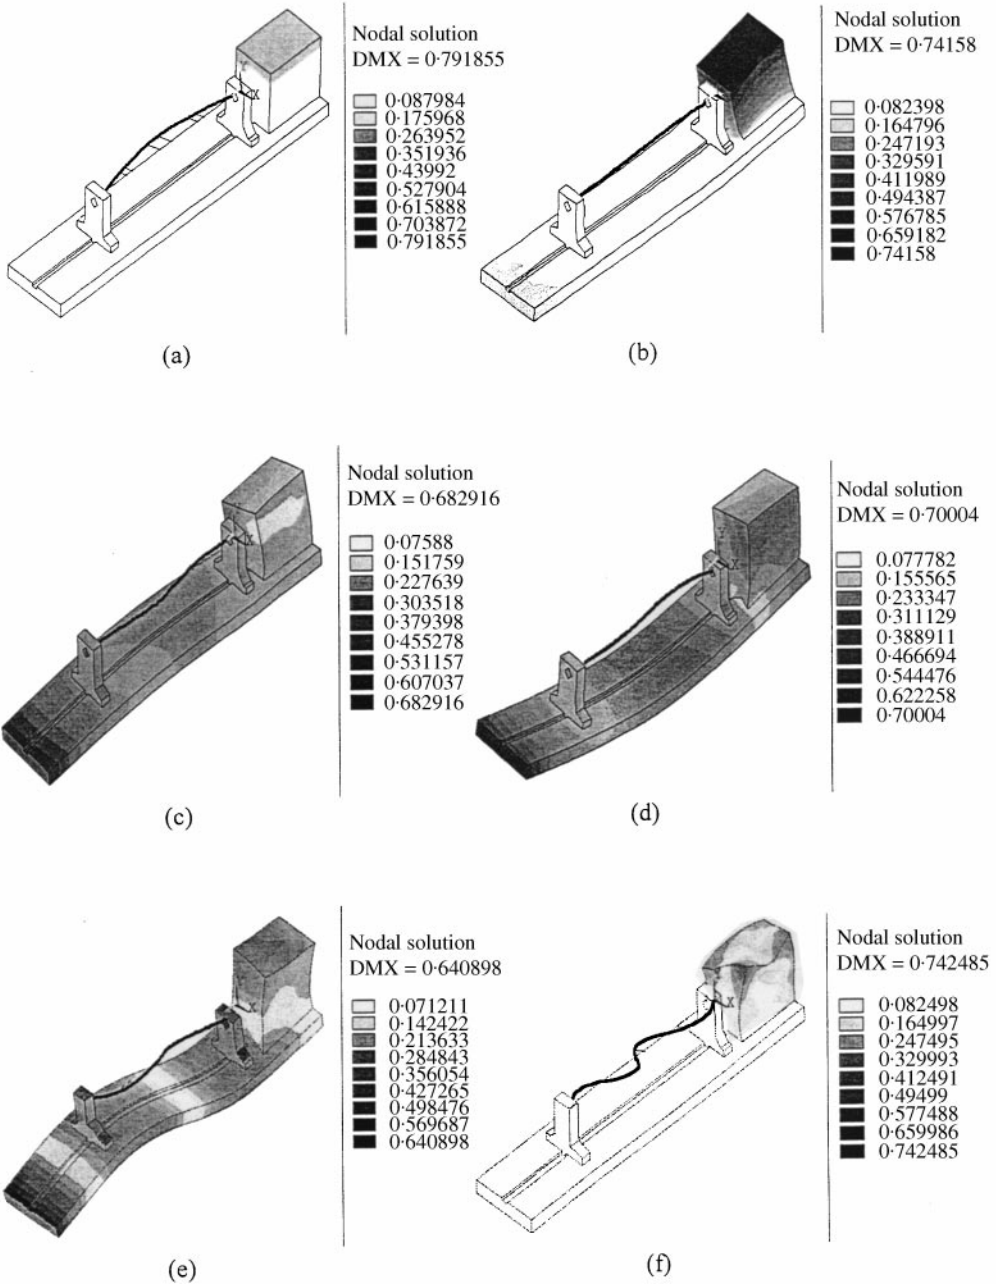 Nodal solution
DMX = 0·791855
0·087984
0·175968
0·263952
0·351936
0·43992
0·527904
0·615888
0·703872
0·791855
Y
X
(a)
Nodal solution
DMX = 0·74158
0·082398
0·164796
0·247193
0·329591
0·411989
0·494387
0·576785
0·659182
0·74158
(b)
Nodal solution
DMX = 0·682916
0·07588
0·151759
0·227639
0·303518
0·379398
0·455278
0·531157
0·607037
0·682916
X
(c)
Nodal solution
DMX = 0·70004
0.077782
0·155565
0·233347
0·311129
0·388911
0·466694
0·544476
0·622258
0·70004
X
(d)
Nodal solution
DMX = 0·640898
0·071211
0·142422
0·213633
0·284843
0·356054
0·427265
0·498476
0·569687
0·640898
X
(e)
Nodal solution
DMX = 0·742485
0·082498
0·164997
0·247495
0·329993
0·412491
0·49499
0·577488
0·659986
0·742485
X
(f)